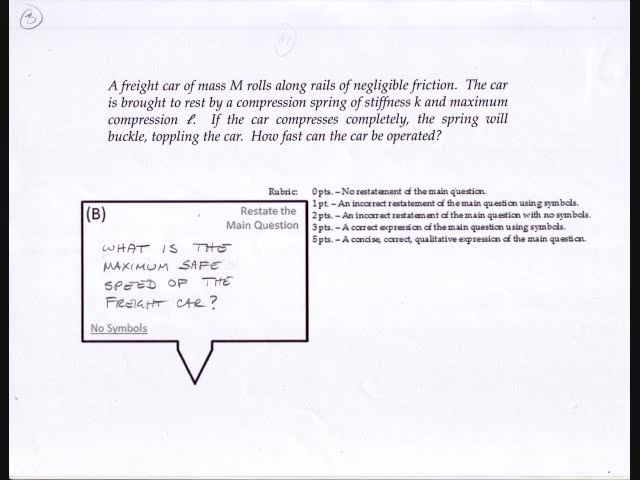 3
A freight car of mass M rolls along rails of negligible friction. The car
is brought to rest by a compression spring of stiffness k and maximum
compression ℓ. If the car compresses completely, the spring will
buckle, toppling the car. How fast can the car be operated?
Rubric: 0 pts. – No restatement of the main question.
1 pt. – An incorrect restatement of the main question using symbols.
2 pts. – An incorrect restatement of the main question with no symbols.
3 pts. – A correct expression of the main question using symbols.
5 pts. – A concise, correct, qualitative expression of the main question.
(B) Restate the
Main Question
WHAT IS THE
MAXIMUM SAFE
SPEED OF THE
FREIGHT CAR?
No Symbols